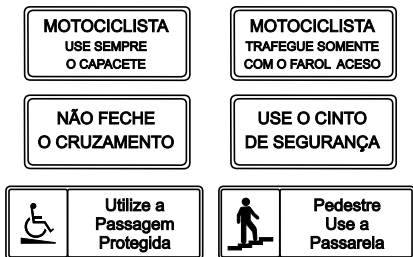 MOTOCICLISTA
USE SEMPRE
O CAPACETE
MOTOCICLISTA
TRAFEGUE SOMENTE
COM O FAROL ACESO
NÃO FECHE
O CRUZAMENTO
USE O CINTO
DE SEGURANÇA
Utilize a
Passagem
Protegida
Pedestre
Use a
Passarela